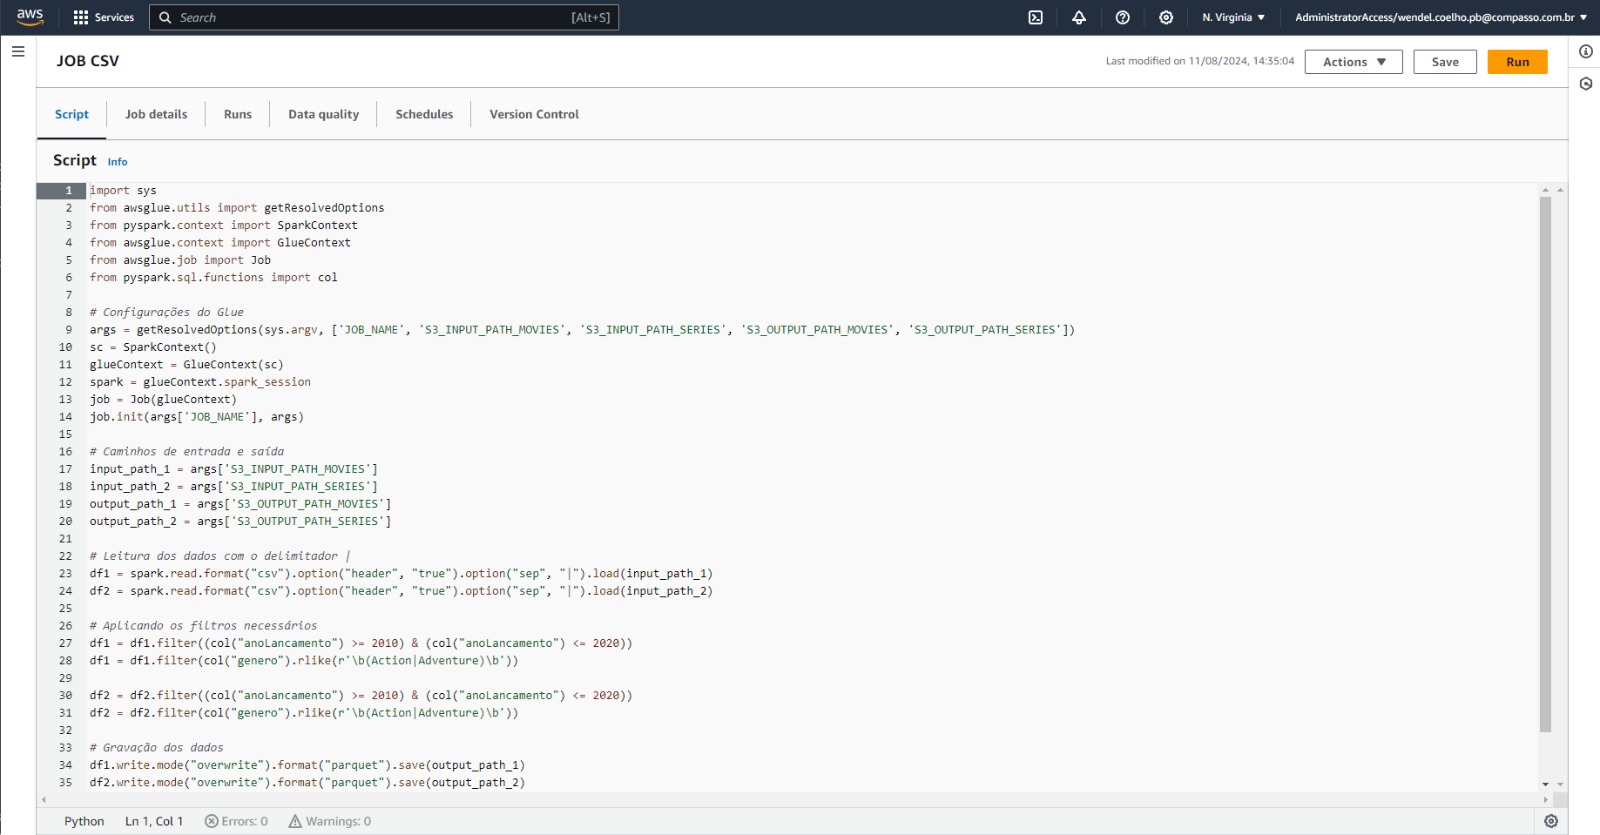 aws Services Search [Alt+S] N. Virginia ▼ AdministratorAccess/wendel.coelho.pb@compasso.com.br ▼
JOB CSV Last modified on 11/08/2024, 14:35:04 Actions ▼ Save Run
Script Job details Runs Data quality Schedules Version Control
Script Info
1 import sys
2 from awsglue.utils import getResolvedOptions
3 from pyspark.context import SparkContext
4 from awsglue.context import GlueContext
5 from awsglue.job import Job
6 from pyspark.sql.functions import col
7
8 # Configurações do Glue
9 args = getResolvedOptions(sys.argv, ['JOB_NAME', 'S3_INPUT_PATH_MOVIES', 'S3_INPUT_PATH_SERIES', 'S3_OUTPUT_PATH_MOVIES', 'S3_OUTPUT_PATH_SERIES'])
10 sc = SparkContext()
11 glueContext = GlueContext(sc)
12 spark = glueContext.spark_session
13 job = Job(glueContext)
14 job.init(args['JOB_NAME'], args)
15
16 # Caminhos de entrada e saída
17 input_path_1 = args['S3_INPUT_PATH_MOVIES']
18 input_path_2 = args['S3_INPUT_PATH_SERIES']
19 output_path_1 = args['S3_OUTPUT_PATH_MOVIES']
20 output_path_2 = args['S3_OUTPUT_PATH_SERIES']
21
22 # Leitura dos dados com o delimitador |
23 df1 = spark.read.format("csv").option("header", "true").option("sep", "|").load(input_path_1)
24 df2 = spark.read.format("csv").option("header", "true").option("sep", "|").load(input_path_2)
25
26 # Aplicando os filtros necessários
27 df1 = df1.filter((col("anoLancamento") >= 2010) & (col("anoLancamento") <= 2020))
28 df1 = df1.filter(col("genero").rlike(r'\b(Action|Adventure)\b'))
29
30 df2 = df2.filter((col("anoLancamento") >= 2010) & (col("anoLancamento") <= 2020))
31 df2 = df2.filter(col("genero").rlike(r'\b(Action|Adventure)\b'))
32
33 # Gravação dos dados
34 df1.write.mode("overwrite").format("parquet").save(output_path_1)
35 df2.write.mode("overwrite").format("parquet").save(output_path_2)
Python Ln 1, Col 1 Errors: 0 Warnings: 0